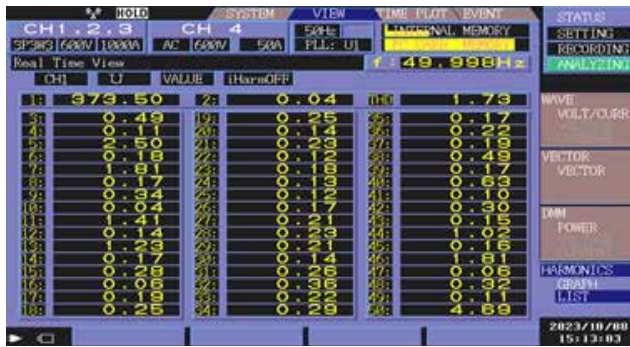 HOLD SYSTEM VIEW TIME PLOT EVENT STATUS
CH1,2,3 CH 4 50Hz INTERNAL MEMORY SETTING
3P3W3 600V 1000A AC 600V 50A PLL: U1 RECORDING
Real Time View f: 49.998Hz ANALYZING
CH1 U VALUE iHarmOFF
1: 373.50 2: 0.04 THD 1.73 WAVE
3: 0.49 19: 0.25 35: 0.17 VOLT/CURR
4: 0.11 20: 0.14 36: 0.22
5: 2.50 21: 0.23 37: 0.19
6: 0.18 22: 0.12 38: 0.49 VECTOR
7: 1.81 23: 0.18 39: 0.17 VECTOR
8: 0.17 24: 0.13 40: 0.63
9: 0.34 25: 0.12 41: 0.10
10: 0.04 26: 0.17 42: 0.30
11: 1.41 27: 0.21 43: 0.15 DMM
12: 0.14 28: 0.23 44: 1.02 POWER
13: 1.23 29: 0.21 45: 0.16
14: 0.17 30: 0.14 46: 1.81
15: 0.28 31: 0.26 47: 0.06 HARMONICS
16: 0.06 32: 0.36 48: 0.32 GRAPH
17: 0.19 33: 0.22 49: 0.11 LIST
18: 0.25 34: 0.29 50: 4.69
2023/10/08
15:13:03